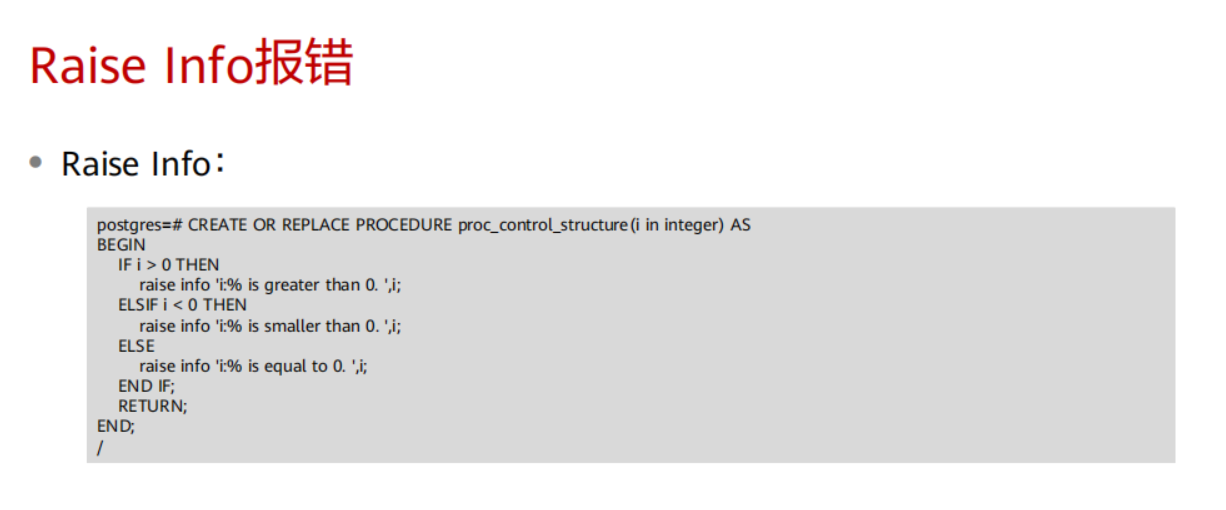 Raise Info报错
• Raise Info：
postgres=# CREATE OR REPLACE PROCEDURE proc_control_structure(i in integer) AS
BEGIN
IF i > 0 THEN
raise info 'i:% is greater than 0. ',i;
ELSIF i < 0 THEN
raise info 'i:% is smaller than 0. ',i;
ELSE
raise info 'i:% is equal to 0. ',i;
END IF;
RETURN;
END;
/